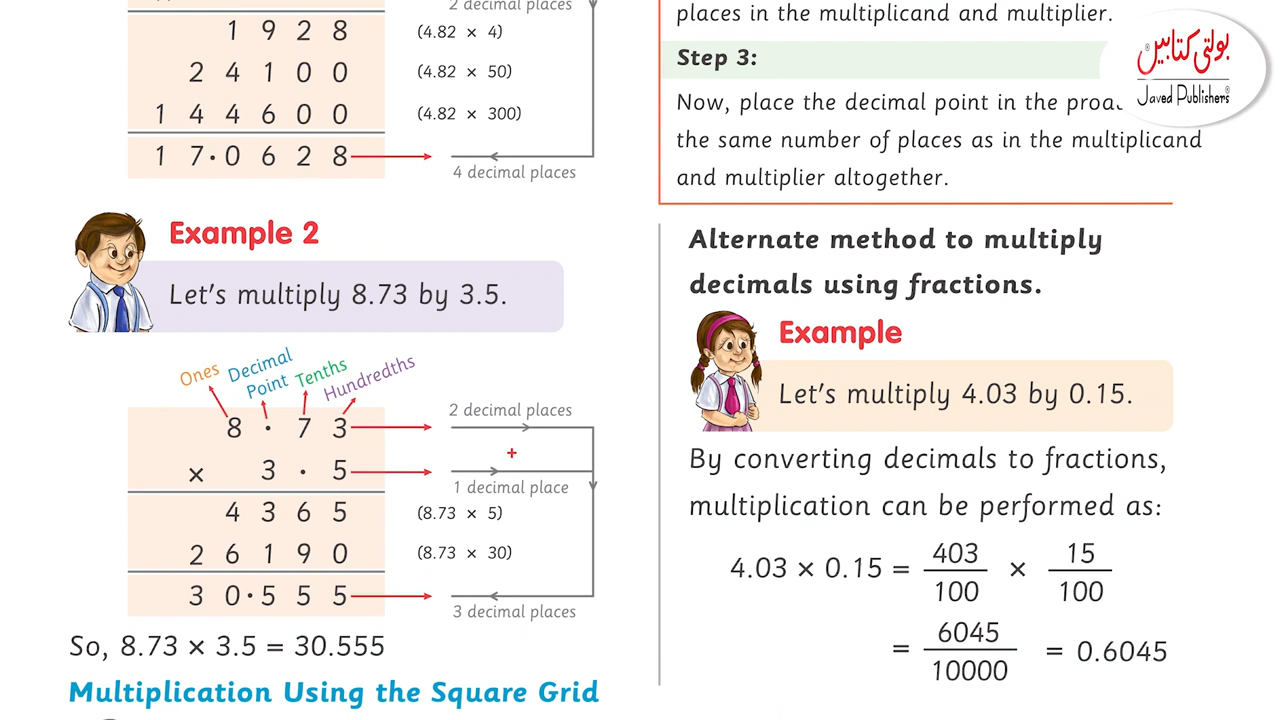 2 decimal places
1 9 2 8 (4.82 × 4)
2 4 1 0 0 (4.82 × 50)
1 4 4 6 0 0 (4.82 × 300)
1 7·0 6 2 8
4 decimal places
Example 2
Let's multiply 8.73 by 3.5.
Ones
Decimal
Point
Tenths
Hundredths
8 · 7 3
2 decimal places
+
× 3 · 5
1 decimal place
4 3 6 5 (8.73 × 5)
2 6 1 9 0 (8.73 × 30)
3 0·5 5 5
3 decimal places
So, 8.73 × 3.5 = 30.555
Multiplication Using the Square Grid
places in the multiplicand and multiplier.
Step 3:
Now, place the decimal point in the
the same number of places as in the multiplicand
and multiplier altogether.
بولتی کتابیں
Javed Publishers®
Alternate method to multiply
decimals using fractions.
Example
Let's multiply 4.03 by 0.15.
By converting decimals to fractions,
multiplication can be performed as:
4.03 × 0.15 = 403/100 × 15/100
= 6045/10000 = 0.6045